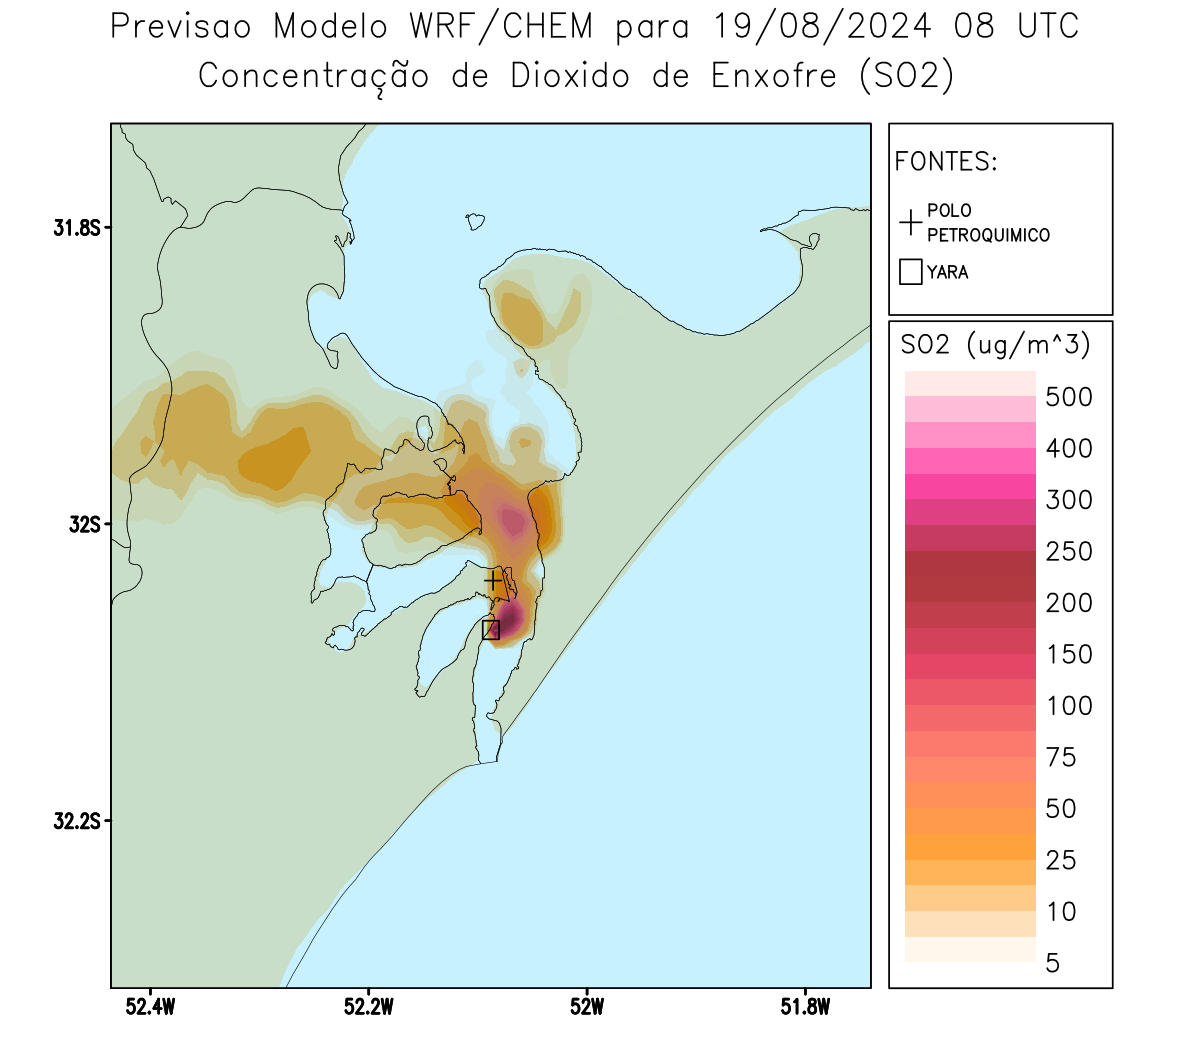 Previsao Modelo WRF/CHEM para 19/08/2024 08 UTC
Concentração de Dioxido de Enxofre (SO2)
FONTES:
POLO
PETROQUIMICO
YARA
SO2 (ug/m^3)
500
400
300
250
200
150
100
75
50
25
10
5
31.8S
32S
32.2S
52.4W
52.2W
52W
51.8W